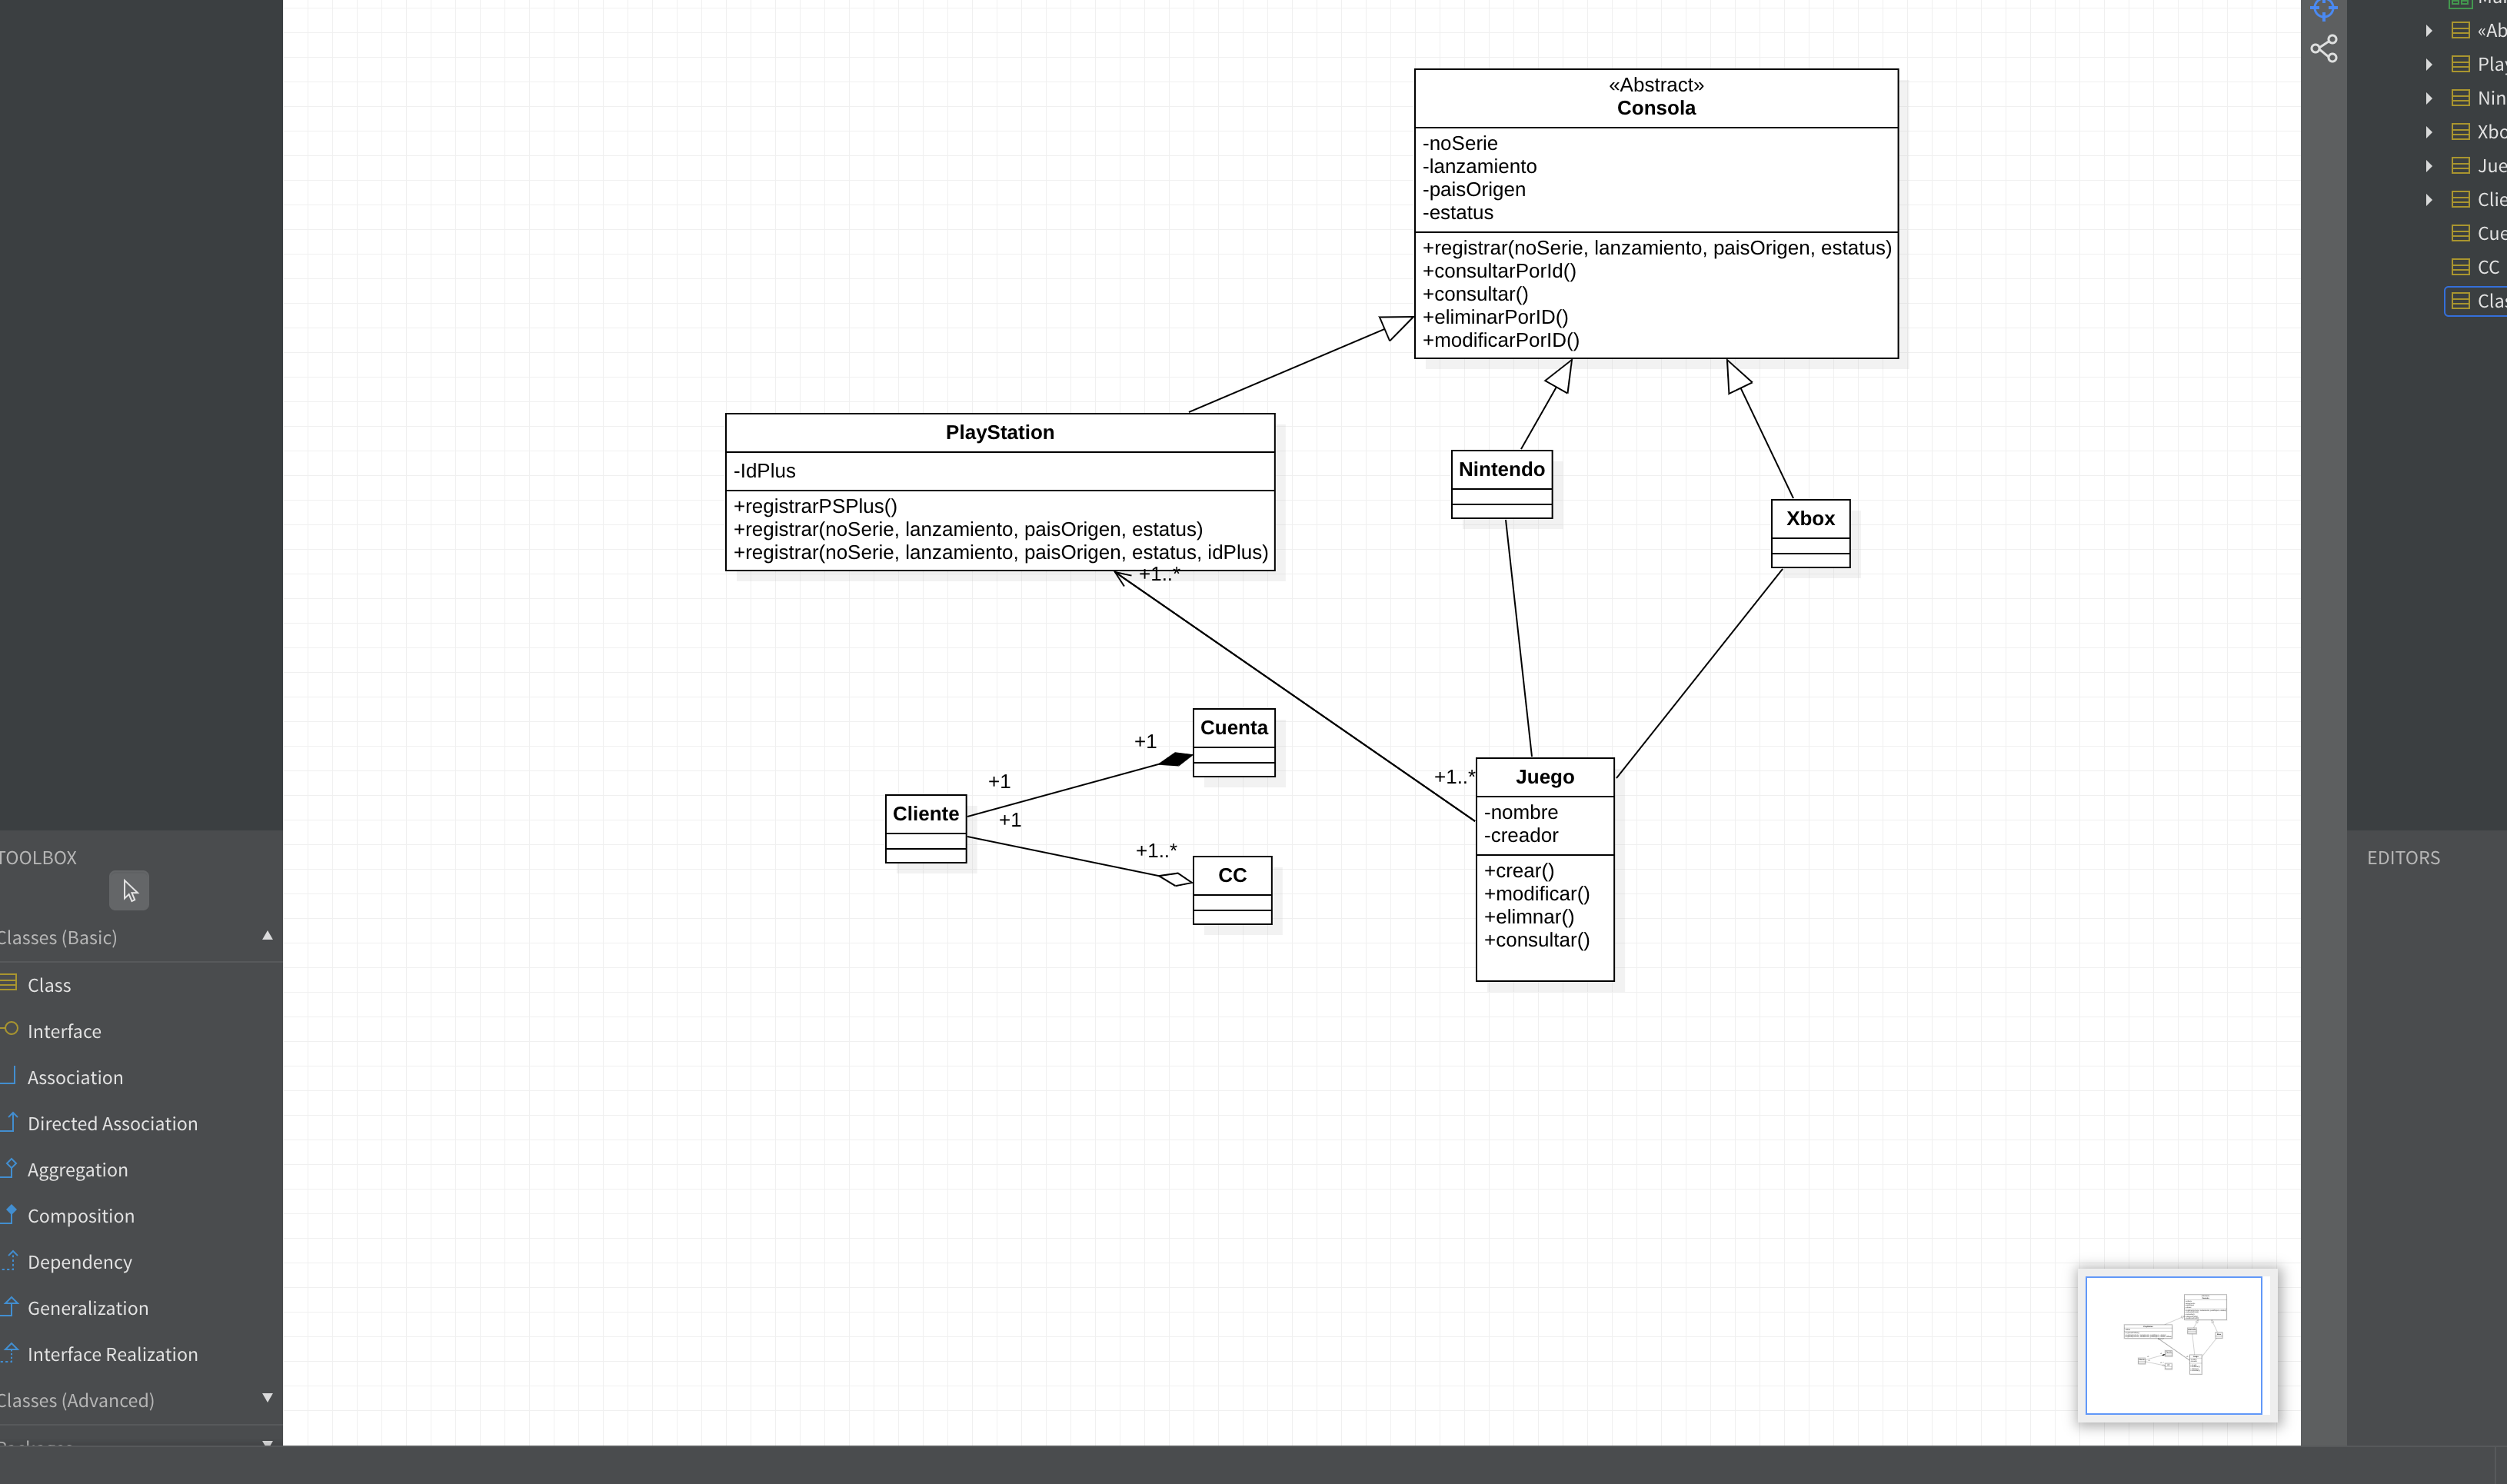 «Abstract»
Consola
-noSerie
-lanzamiento
-paisOrigen
-estatus
+registrar(noSerie, lanzamiento, paisOrigen, estatus)
+consultarPorId()
+consultar()
+eliminarPorID()
+modificarPorID()
PlayStation
-IdPlus
+registrarPSPlus()
+registrar(noSerie, lanzamiento, paisOrigen, estatus)
+registrar(noSerie, lanzamiento, paisOrigen, estatus, idPlus)
+1..*
Nintendo
Xbox
Cuenta
+1
+1
Cliente
+1
+1..*
CC
+1..*
Juego
-nombre
-creador
+crear()
+modificar()
+elimnar()
+consultar()
TOOLBOX
Classes (Basic)
Class
Interface
Association
Directed Association
Aggregation
Composition
Dependency
Generalization
Interface Realization
Classes (Advanced)
«Ab
Play
Nin
Xbo
Jue
Clie
Cue
CC
Clas
EDITORS